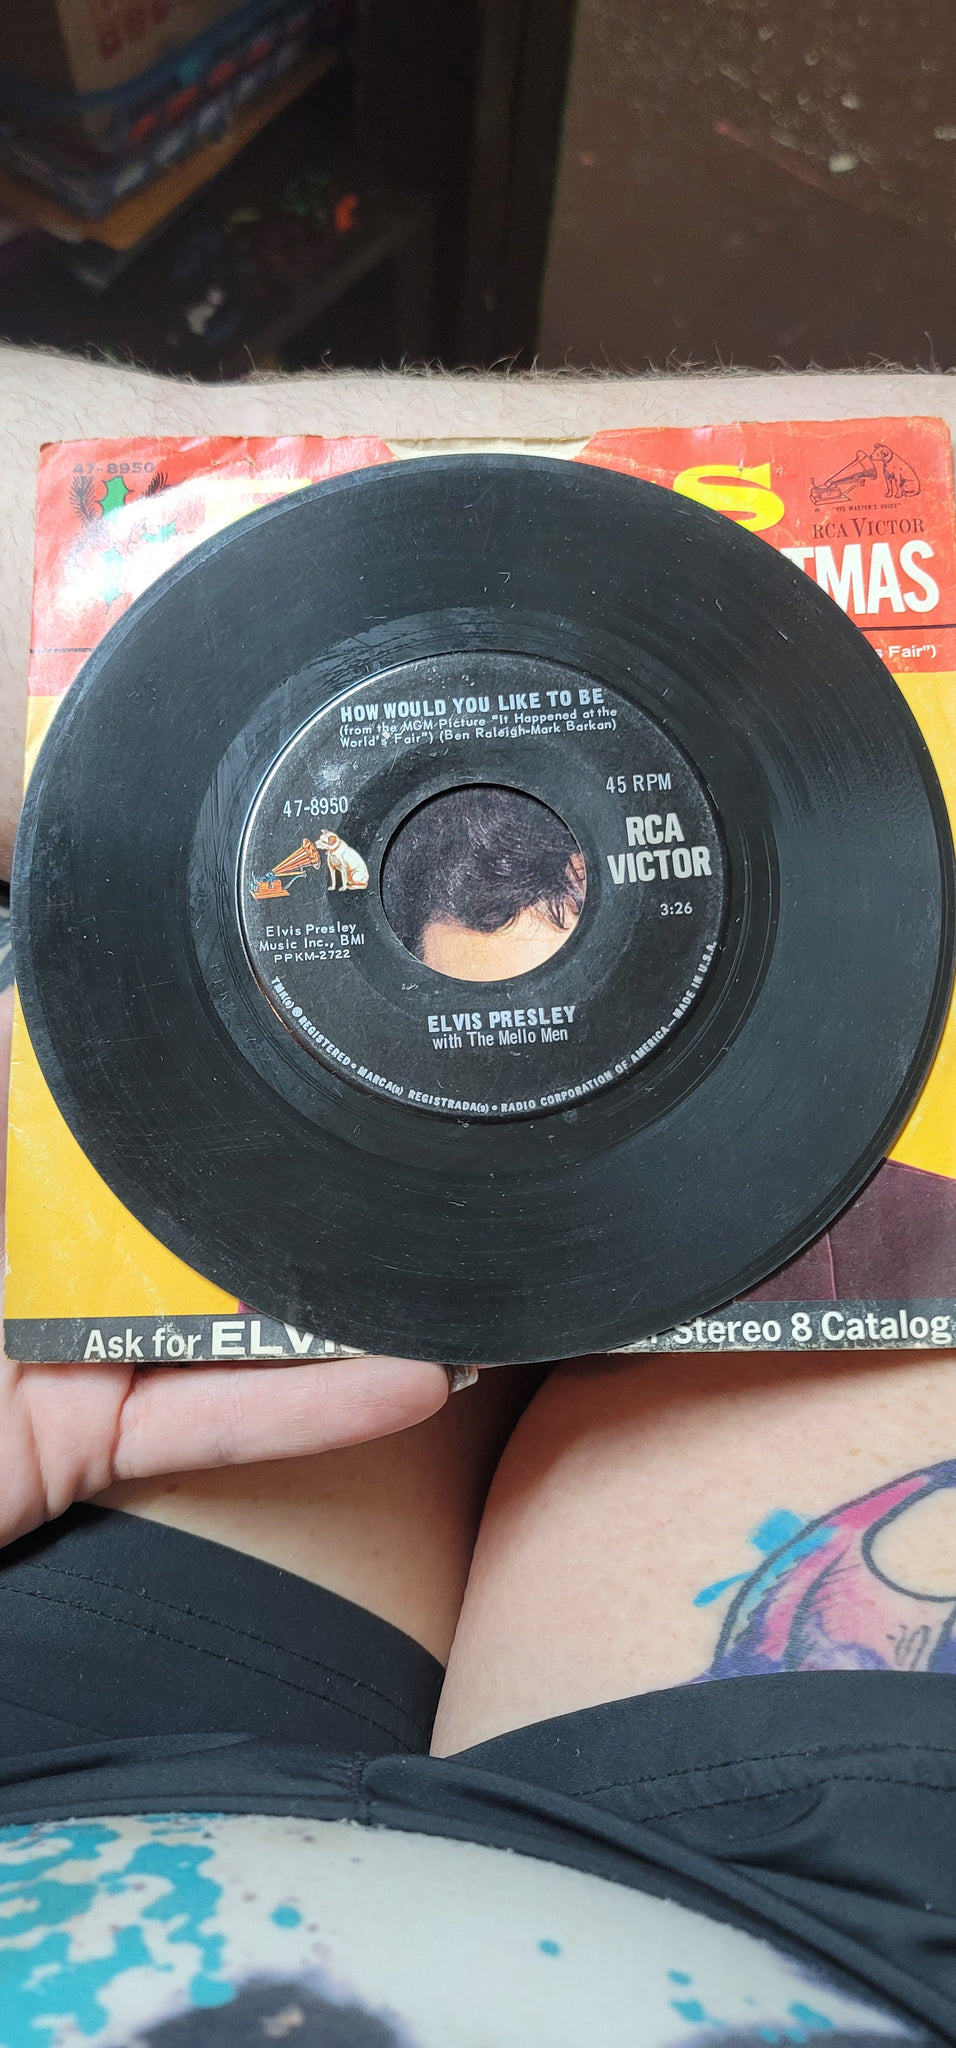 47-8950
S
"HIS MASTER'S VOICE"
RCA VICTOR
TMAS
s Fair")
HOW WOULD YOU LIKE TO BE
(from the MGM Picture "It Happened at the
World's Fair") (Ben Raleigh-Mark Barkan)
45 RPM
47-8950
RCA
VICTOR
3:26
Elvis Presley
Music Inc., BMI
PPKM-2722
ELVIS PRESLEY
with The Mello Men
TMK(s) ® REGISTERED • MARCA(s) REGISTRADA(s) • RADIO CORPORATION OF AMERICA—MADE IN U.S.A.
Ask for ELVI Stereo 8 Catalog